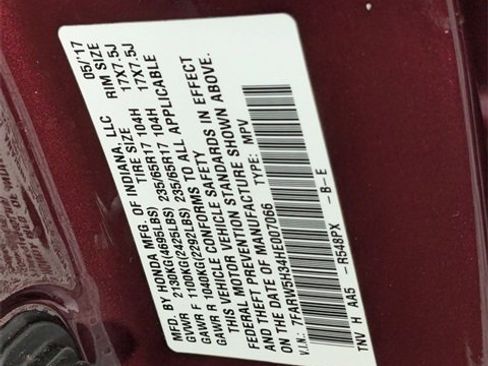 MFD. BY HONDA MFG. OF INDIANA, LLC 05/'17
TIRE SIZE RIM SIZE
GVWR 2130KG(4695LBS)
GAWR F 1100KG(2425LBS) 235/65R17 104H 17X7.5J
GAWR R 1040KG(2292LBS) 235/65R17 104H 17X7.5J
THIS VEHICLE CONFORMS TO ALL APPLICABLE
FEDERAL MOTOR VEHICLE SAFETY
AND THEFT PREVENTION STANDARDS IN EFFECT
ON THE DATE OF MANUFACTURE SHOWN ABOVE.
V.I.N.: 7FARW5H34HE007066 TYPE: MPV
TNV H AA5 -R548PX -B-E